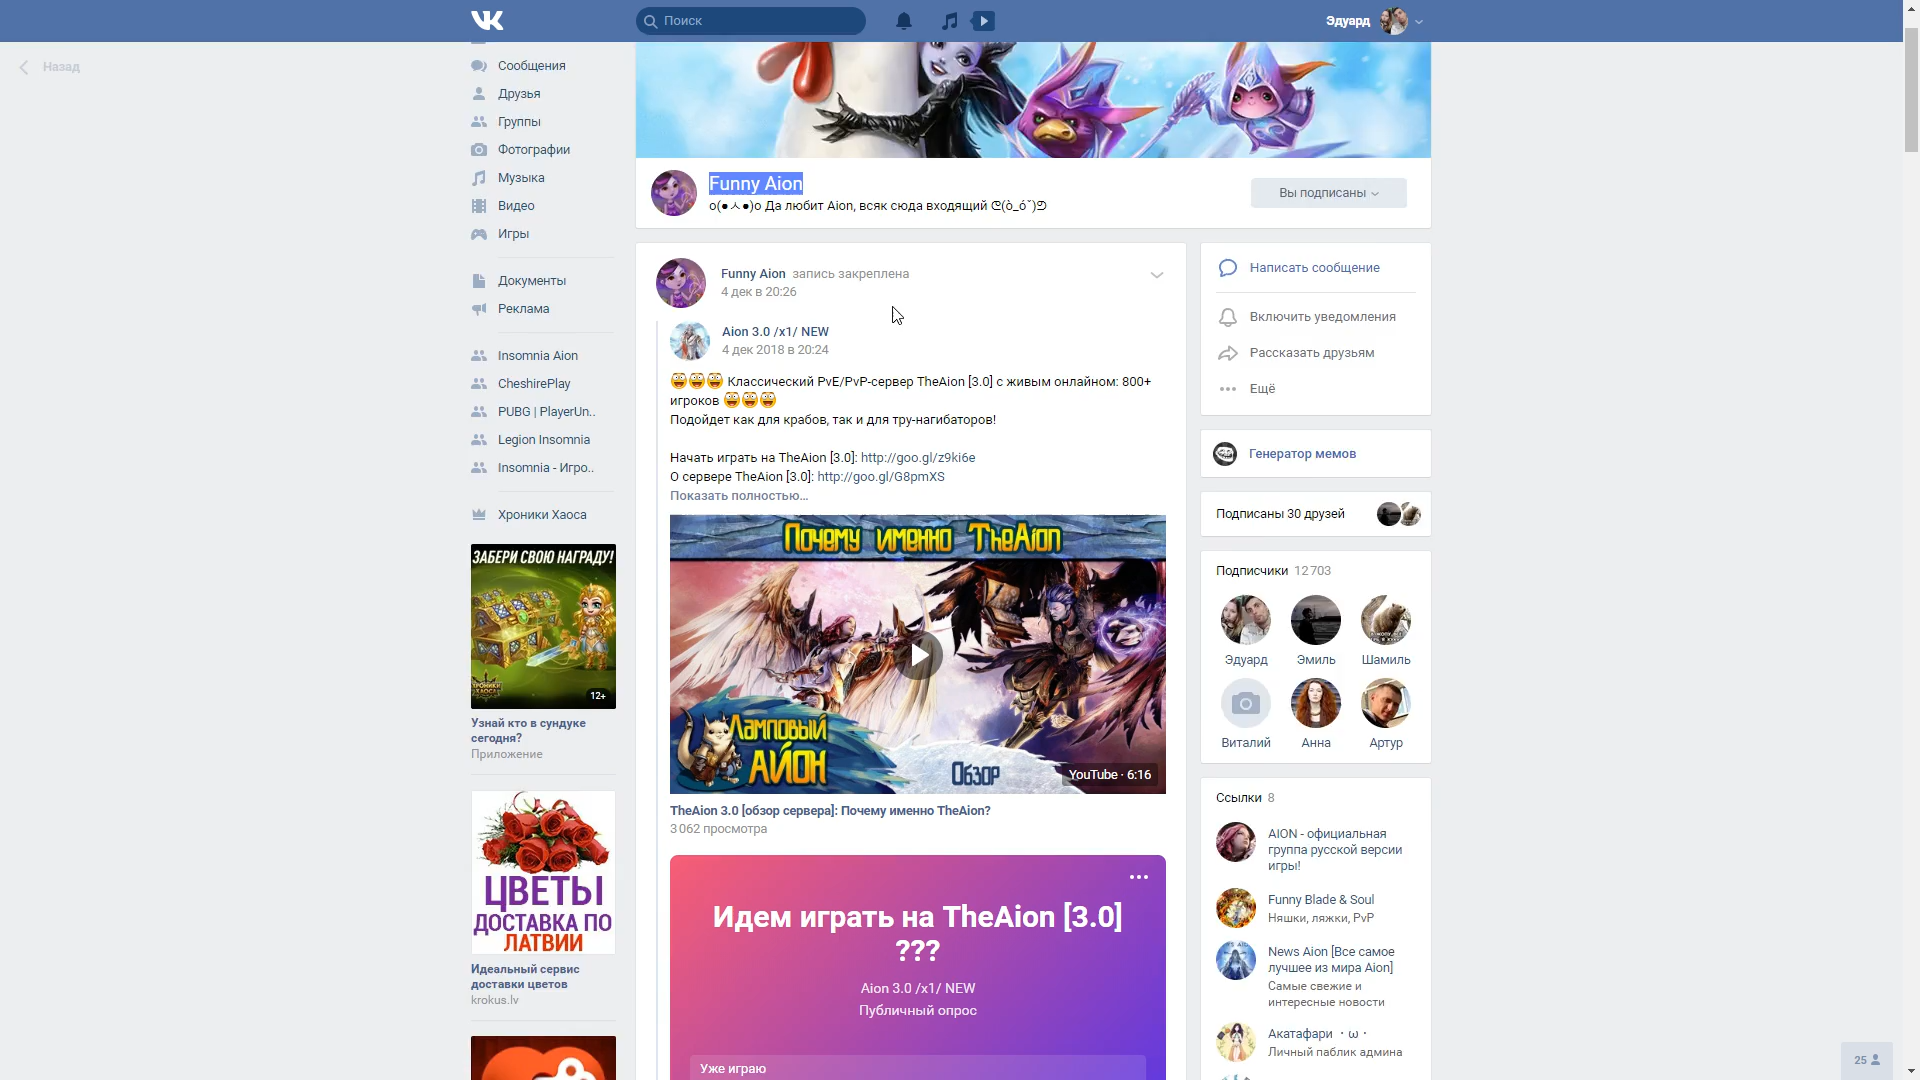 Поиск
Эдуард
Назад
Сообщения
Друзья
Группы
Фотографии
Музыка
Видео
Игры
Документы
Реклама
Insomnia Aion
CheshirePlay
PUBG | PlayerUn..
Legion Insomnia
Insomnia - Игро..
Хроники Хаоса
ЗАБЕРИ СВОЮ НАГРАДУ!
ХРОНИКИ
ХАОСА
12+
Узнай кто в сундуке
сегодня?
Приложение
ЦВЕТЫ
ДОСТАВКА ПО
ЛАТВИИ
Идеальный сервис
доставки цветов
krokus.lv
Funny Aion
Да любит Aion, всяк сюда входящий
Вы подписаны
Funny Aion запись закреплена
4 дек в 20:26
Aion 3.0 /x1/ NEW
4 дек 2018 в 20:24
Классический PvE/PvP-сервер TheAion [3.0] с живым онлайном: 800+
игроков
Подойдет как для крабов, так и для тру-нагибаторов!
Начать играть на TheAion [3.0]: http://goo.gl/z9ki6e
О сервере TheAion [3.0]: http://goo.gl/G8pmXS
Показать полностью...
Почему именно TheAion
Ламповый
АЙОН
Обзор
YouTube · 6:16
TheAion 3.0 [обзор сервера]: Почему именно TheAion?
3 062 просмотра
Идем играть на TheAion [3.0]
???
Aion 3.0 /x1/ NEW
Публичный опрос
Уже играю
Написать сообщение
Включить уведомления
Рассказать друзьям
Ещё
Генератор мемов
Подписаны 30 друзей
Подписчики 12 703
Эдуард
Эмиль
Шамиль
Виталий
Анна
Артур
Ссылки 8
AION - официальная
группа русской версии
игры!
Funny Blade & Soul
Няшки, ляжки, PvP
News Aion [Все самое
лучшее из мира Aion]
Самые свежие и
интересные новости
Акатафари ・ω・
Личный паблик админа
25